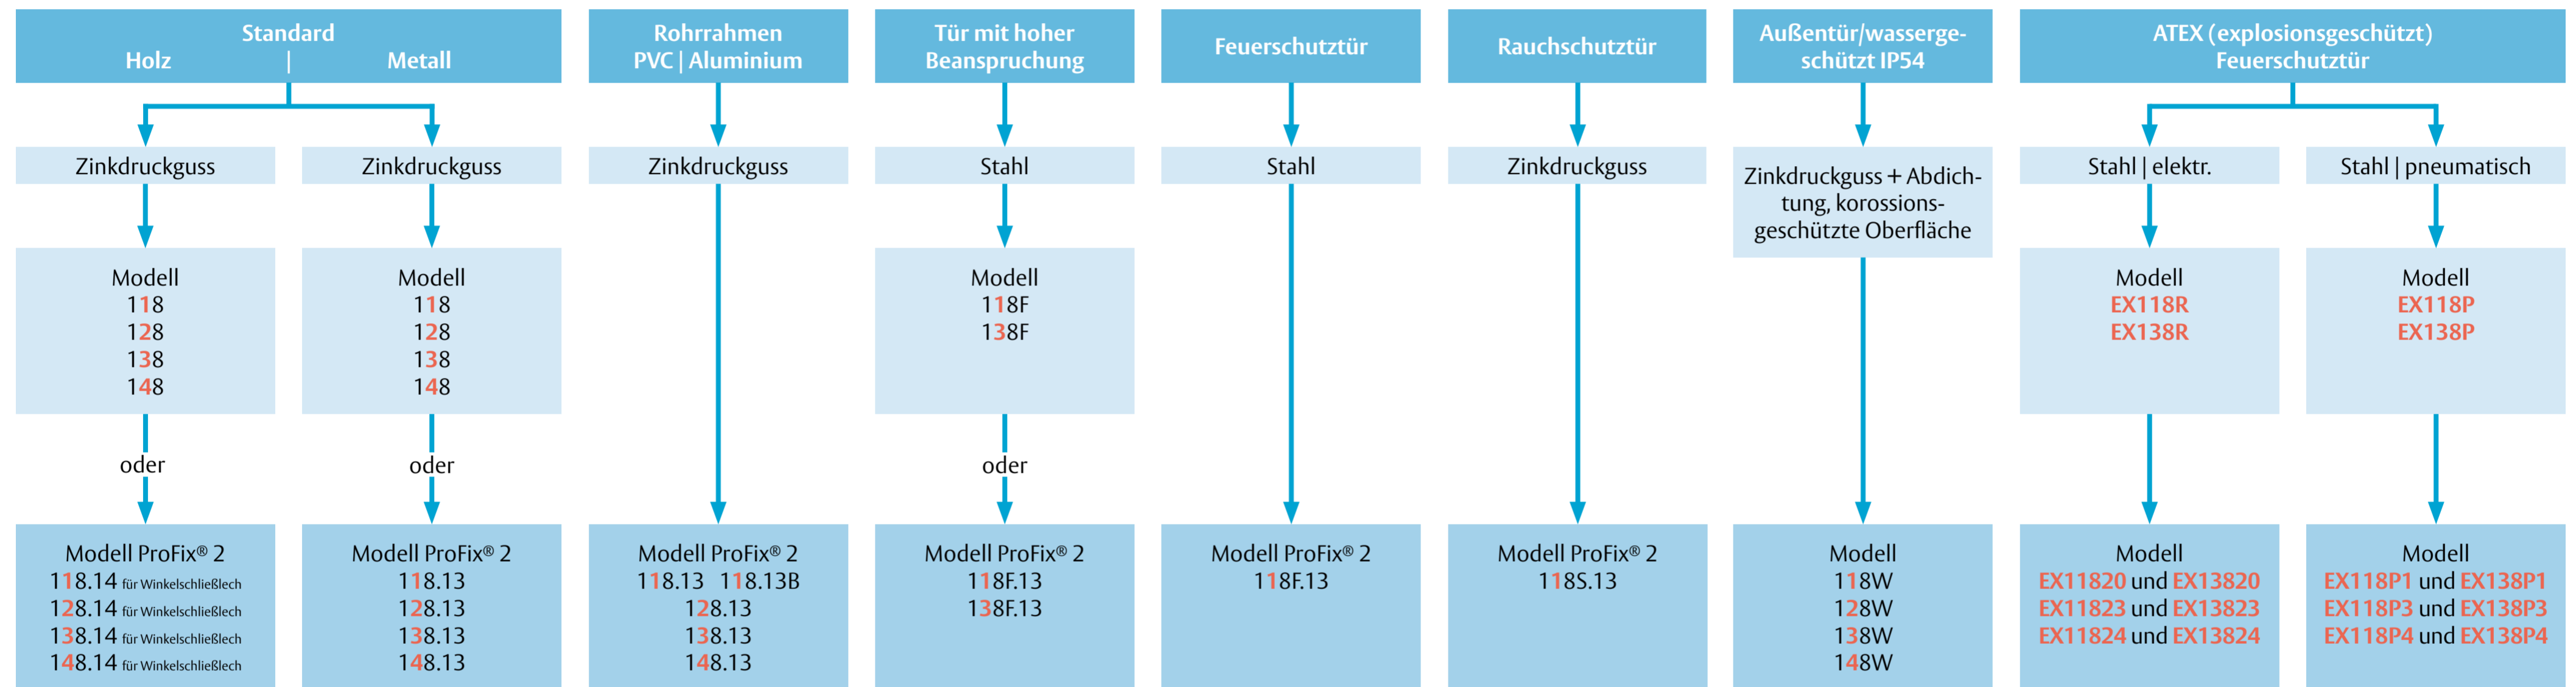 Standard
Holz | Metall
Zinkdruckguss
Modell
118
128
138
148
oder
Modell ProFix® 2
118.14 für Winkelschließlech
128.14 für Winkelschließlech
138.14 für Winkelschließlech
148.14 für Winkelschließlech
Zinkdruckguss
Modell
118
128
138
148
oder
Modell ProFix® 2
118.13
128.13
138.13
148.13
Rohrrahmen
PVC | Aluminium
Zinkdruckguss
Modell ProFix® 2
118.13 118.13B
128.13
138.13
148.13
Tür mit hoher
Beanspruchung
Stahl
Modell
118F
138F
oder
Modell ProFix® 2
118F.13
138F.13
Feuerschutztür
Stahl
Modell ProFix® 2
118F.13
Rauchschutztür
Zinkdruckguss
Modell ProFix® 2
118S.13
Außentür/wasserge-
schützt IP54
Zinkdruckguss + Abdich-
tung, korossions-
geschützte Oberfläche
Modell
118W
128W
138W
148W
ATEX (explosionsgeschützt)
Feuerschutztür
Stahl | elektr.
Modell
EX118R
EX138R
Modell
EX11820 und EX13820
EX11823 und EX13823
EX11824 und EX13824
Stahl | pneumatisch
Modell
EX118P
EX138P
Modell
EX118P1 und EX138P1
EX118P3 und EX138P3
EX118P4 und EX138P4